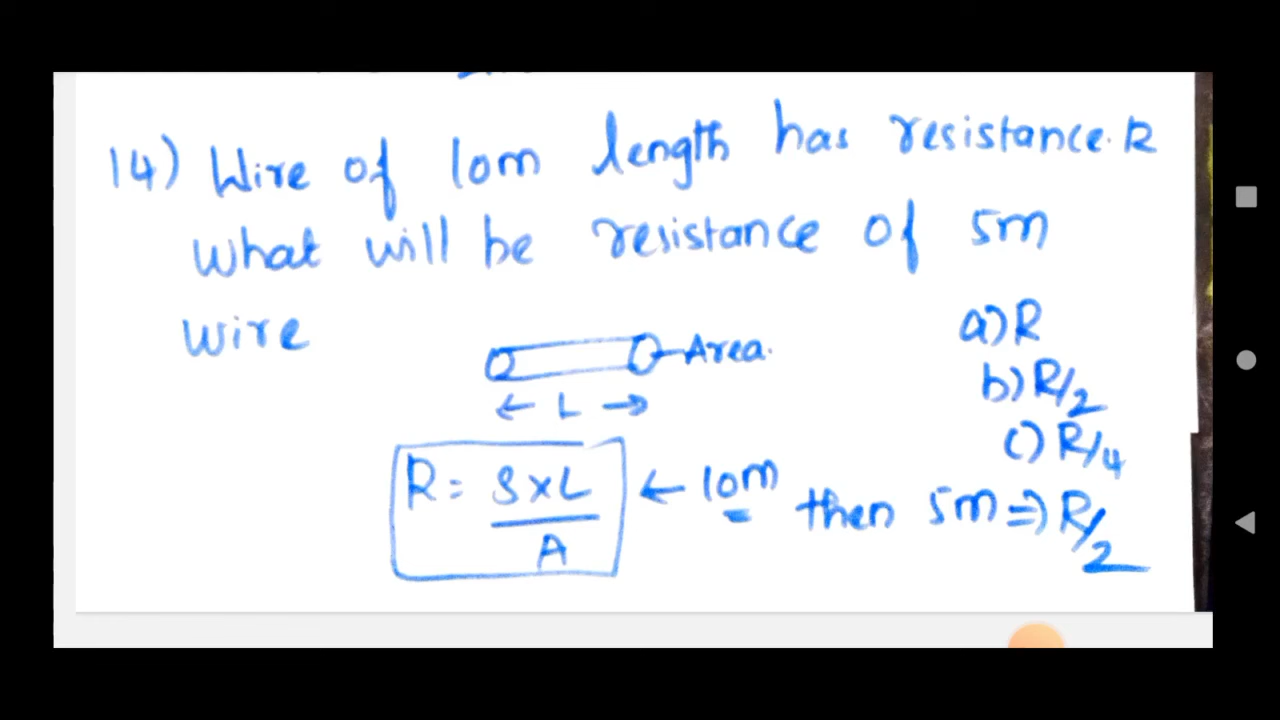 14) Wire of 10m length has resistance. R
what will be resistance of 5m
wire
a) R
Area.
b) R/2
← L →
c) R/4
R = SxL/A ← 10m then 5m ⇒ R/2